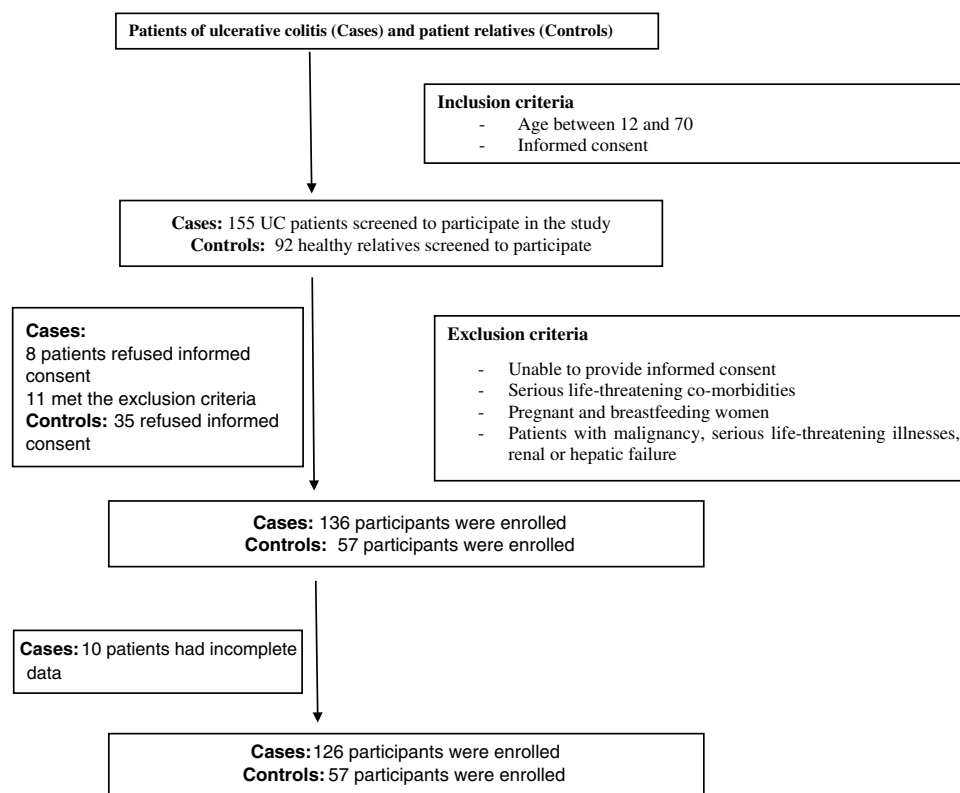 Patients of ulcerative colitis (Cases) and patient relatives (Controls)
Inclusion criteria
- Age between 12 and 70
- Informed consent
Cases: 155 UC patients screened to participate in the study
Controls: 92 healthy relatives screened to participate
Cases:
8 patients refused informed
consent
11 met the exclusion criteria
Controls: 35 refused informed
consent
Exclusion criteria
- Unable to provide informed consent
- Serious life-threatening co-morbidities
- Pregnant and breastfeeding women
- Patients with malignancy, serious life-threatening illnesses,
renal or hepatic failure
Cases: 136 participants were enrolled
Controls: 57 participants were enrolled
Cases: 10 patients had incomplete
data
Cases: 126 participants were enrolled
Controls: 57 participants were enrolled